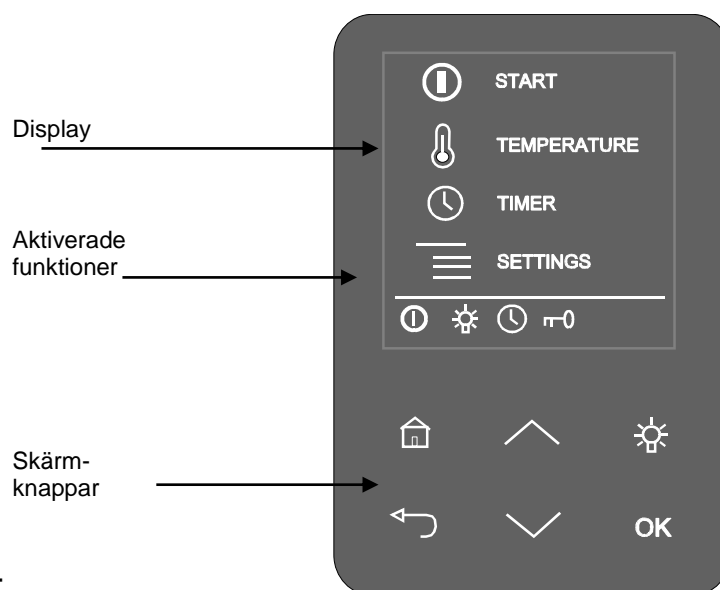 START
Display
TEMPERATURE
TIMER
Aktiverade
funktioner
SETTINGS
Skärm-
knappar
OK
.